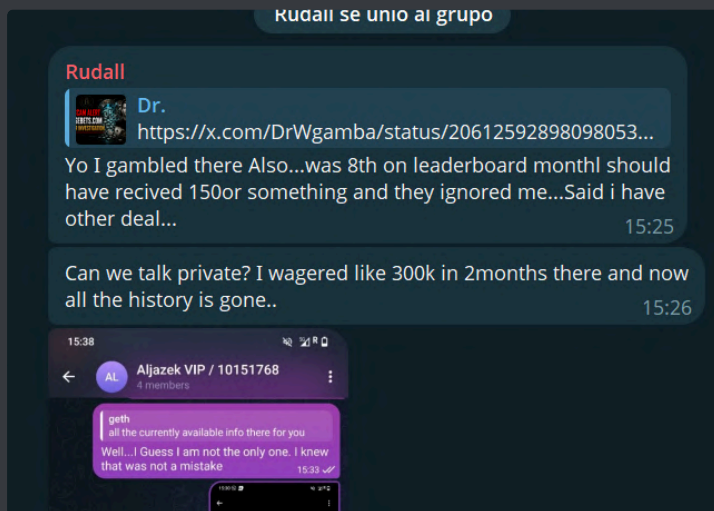 Rudall se unio al grupo
Rudall
Dr.
https://x.com/DrWgamba/status/20612592898098053...
Yo I gambled there Also...was 8th on leaderboard monthl should
have recived 150or something and they ignored me...Said i have
other deal...
15:25
Can we talk private? I wagered like 300k in 2months there and now
all the history is gone..
15:26
15:38
Aljazek VIP / 10151768
AL
4 members
geth
all the currently available info there for you
Well...I Guess I am not the only one. I knew
that was not a mistake
15:33